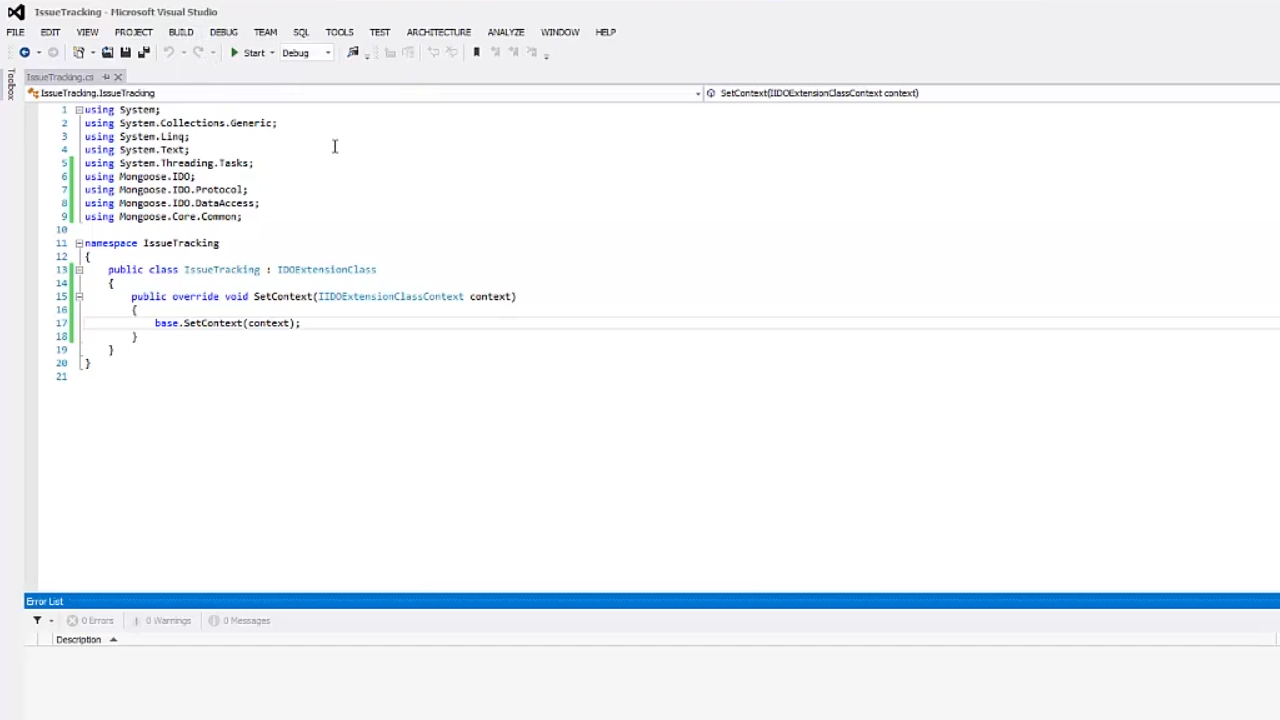 IssueTracking - Microsoft Visual Studio
FILE EDIT VIEW PROJECT BUILD DEBUG TEAM SQL TOOLS TEST ARCHITECTURE ANALYZE WINDOW HELP
Start Debug
Toolbox
IssueTracking.cs
IssueTracking.IssueTracking SetContext(IIDOExtensionClassContext context)
1 using System;
2 using System.Collections.Generic;
3 using System.Linq;
4 using System.Text;
5 using System.Threading.Tasks;
6 using Mongoose.IDO;
7 using Mongoose.IDO.Protocol;
8 using Mongoose.IDO.DataAccess;
9 using Mongoose.Core.Common;
10
11 namespace IssueTracking
12 {
13 public class IssueTracking : IDOExtensionClass
14 {
15 public override void SetContext(IIDOExtensionClassContext context)
16 {
17 base.SetContext(context);
18 }
19 }
20 }
21
Error List
0 Errors 0 Warnings 0 Messages
Description